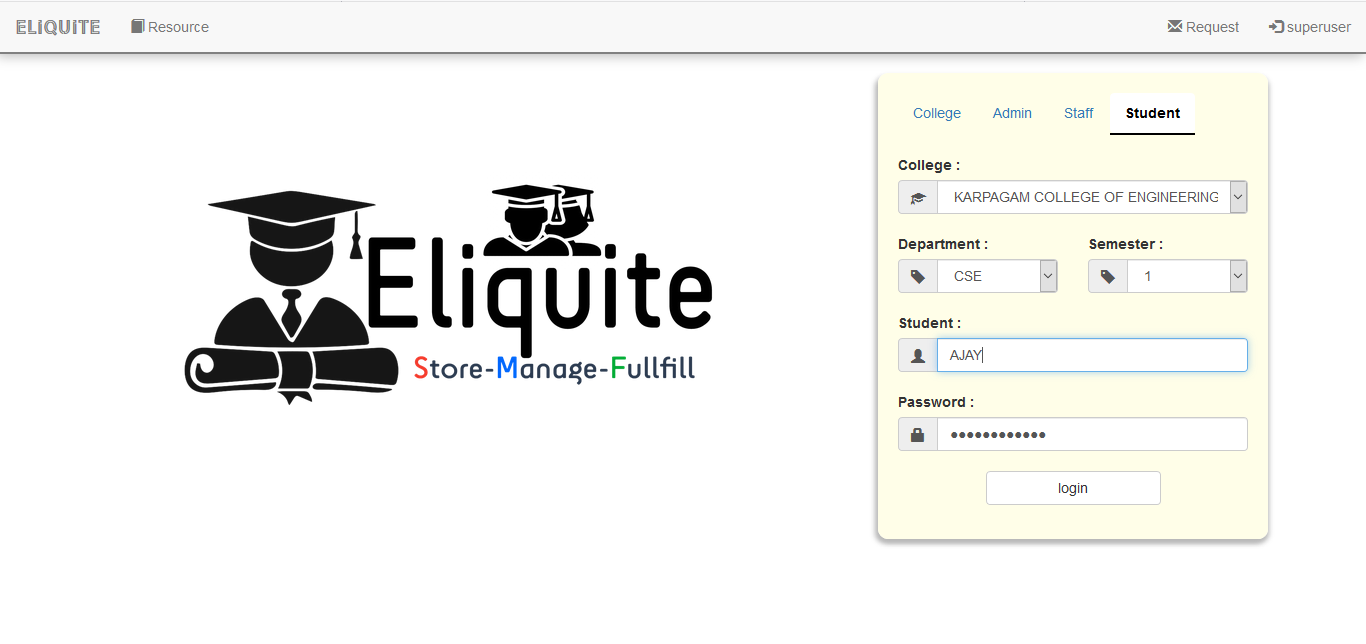 ELiQUiTE Resource Request superuser
College Admin Staff Student
College :
KARPAGAM COLLEGE OF ENGINEERING
Department : Semester :
CSE 1
Student :
AJAY
Password :
••••••••••••
login
Eliquite
Store-Manage-Fullfill